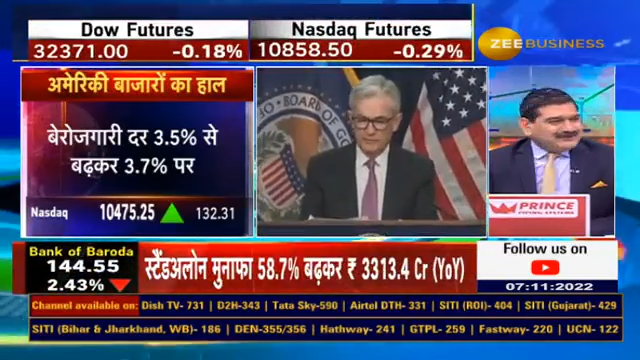 Dow Futures
32371.00 -0.18%
Nasdaq Futures
10858.50 -0.29%
ZEE BUSINESS
अमेरिकी बाजारों का हाल
बेरोजगारी दर 3.5% से
बढ़कर 3.7% पर
Nasdaq 10475.25 132.31
BOARD OF
PRINCE
PIPING SYSTEMS
Bank of Baroda
144.55
2.43%
स्टैंडअलोन मुनाफा 58.7% बढ़कर ₹ 3313.4 Cr (YoY)
Follow us on
07:11:2022
Channel available on: Dish TV- 731 | D2H-343 | Tata Sky-590 | Airtel DTH- 331 | SITI (ROI)- 404 | SITI (Gujarat)- 429
SITI (Bihar & Jharkhand, WB)- 186 | DEN-355/356 | Hathway- 241 | GTPL- 259 | Fastway- 220 | UCN- 122